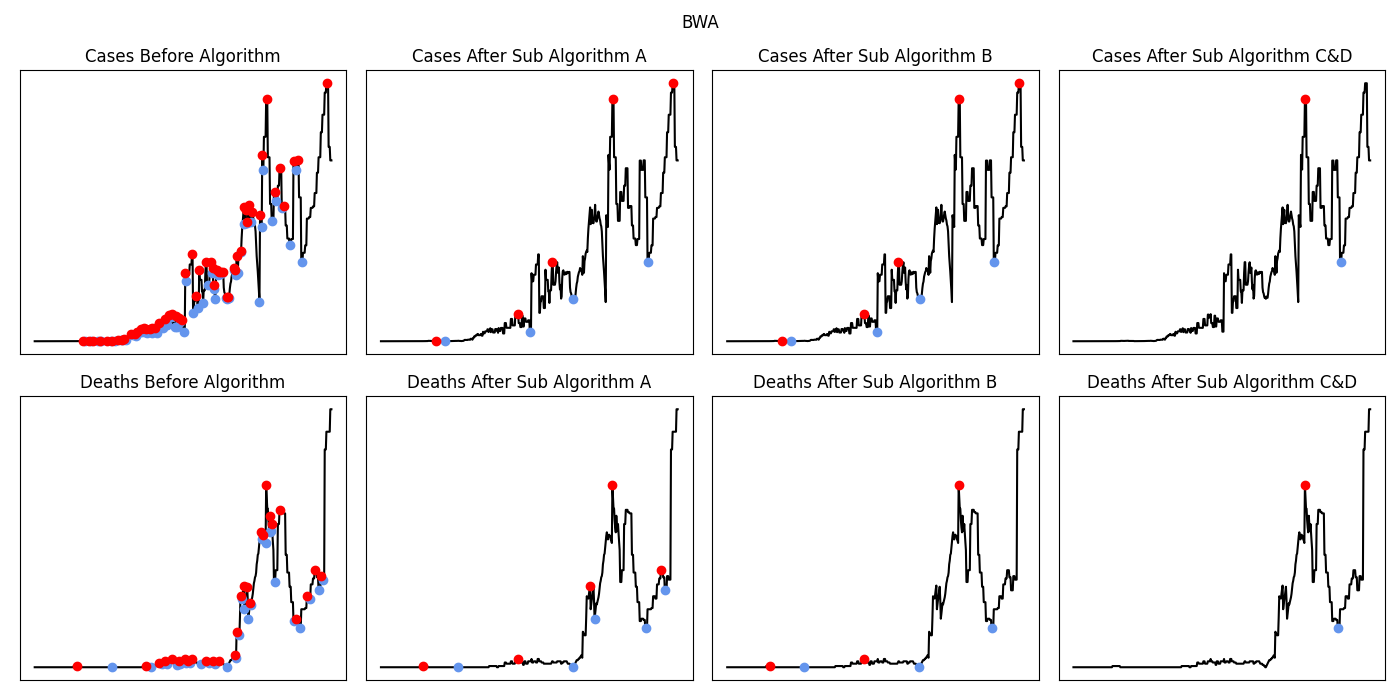 BWA
Cases Before Algorithm
Cases After Sub Algorithm A
Cases After Sub Algorithm B
Cases After Sub Algorithm C&D
Deaths Before Algorithm
Deaths After Sub Algorithm A
Deaths After Sub Algorithm B
Deaths After Sub Algorithm C&D